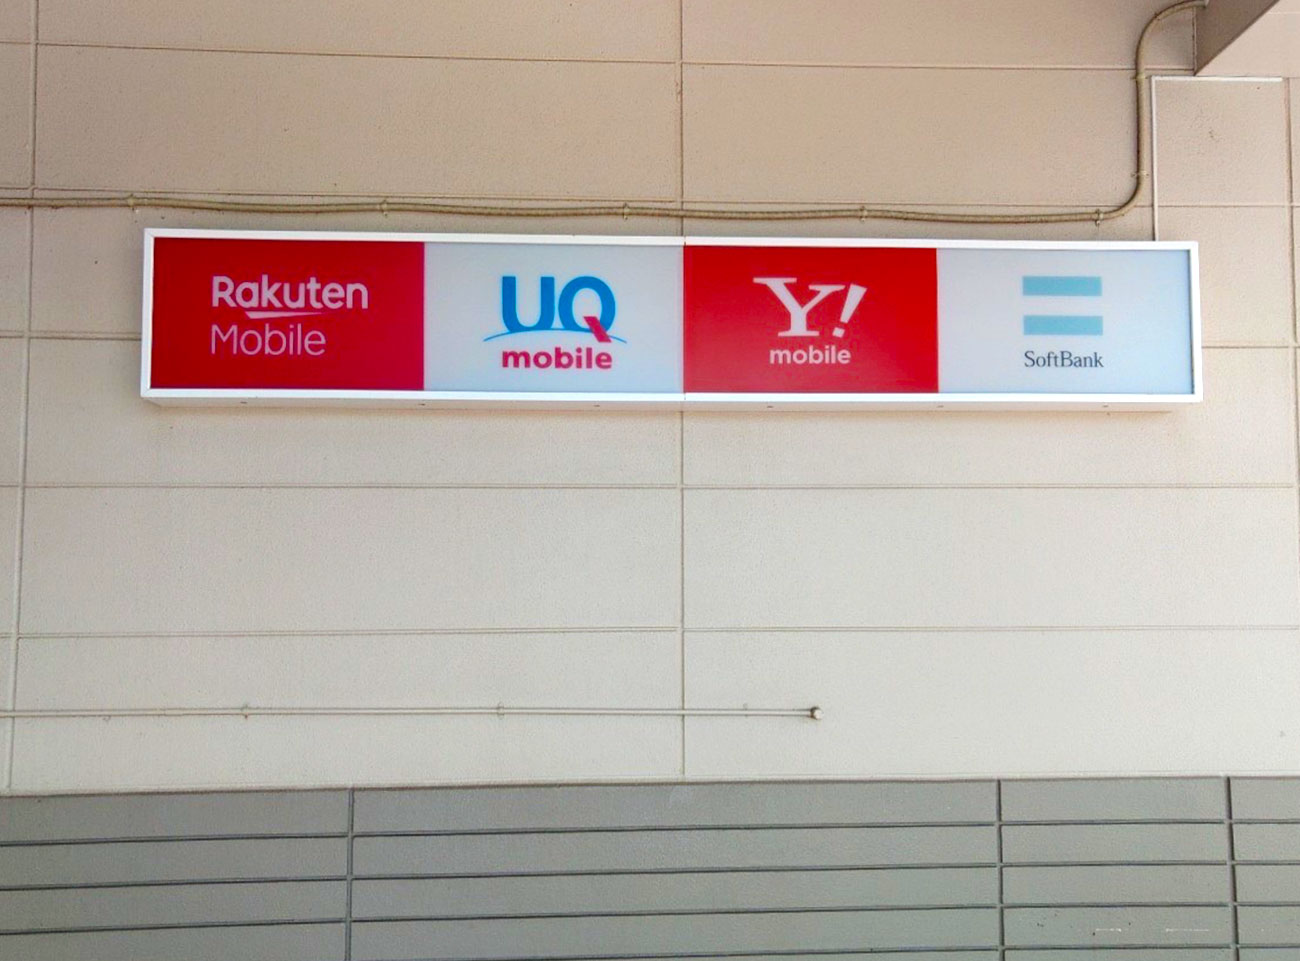 Rakuten
Mobile
UQ
mobile
Y!
mobile
SoftBank